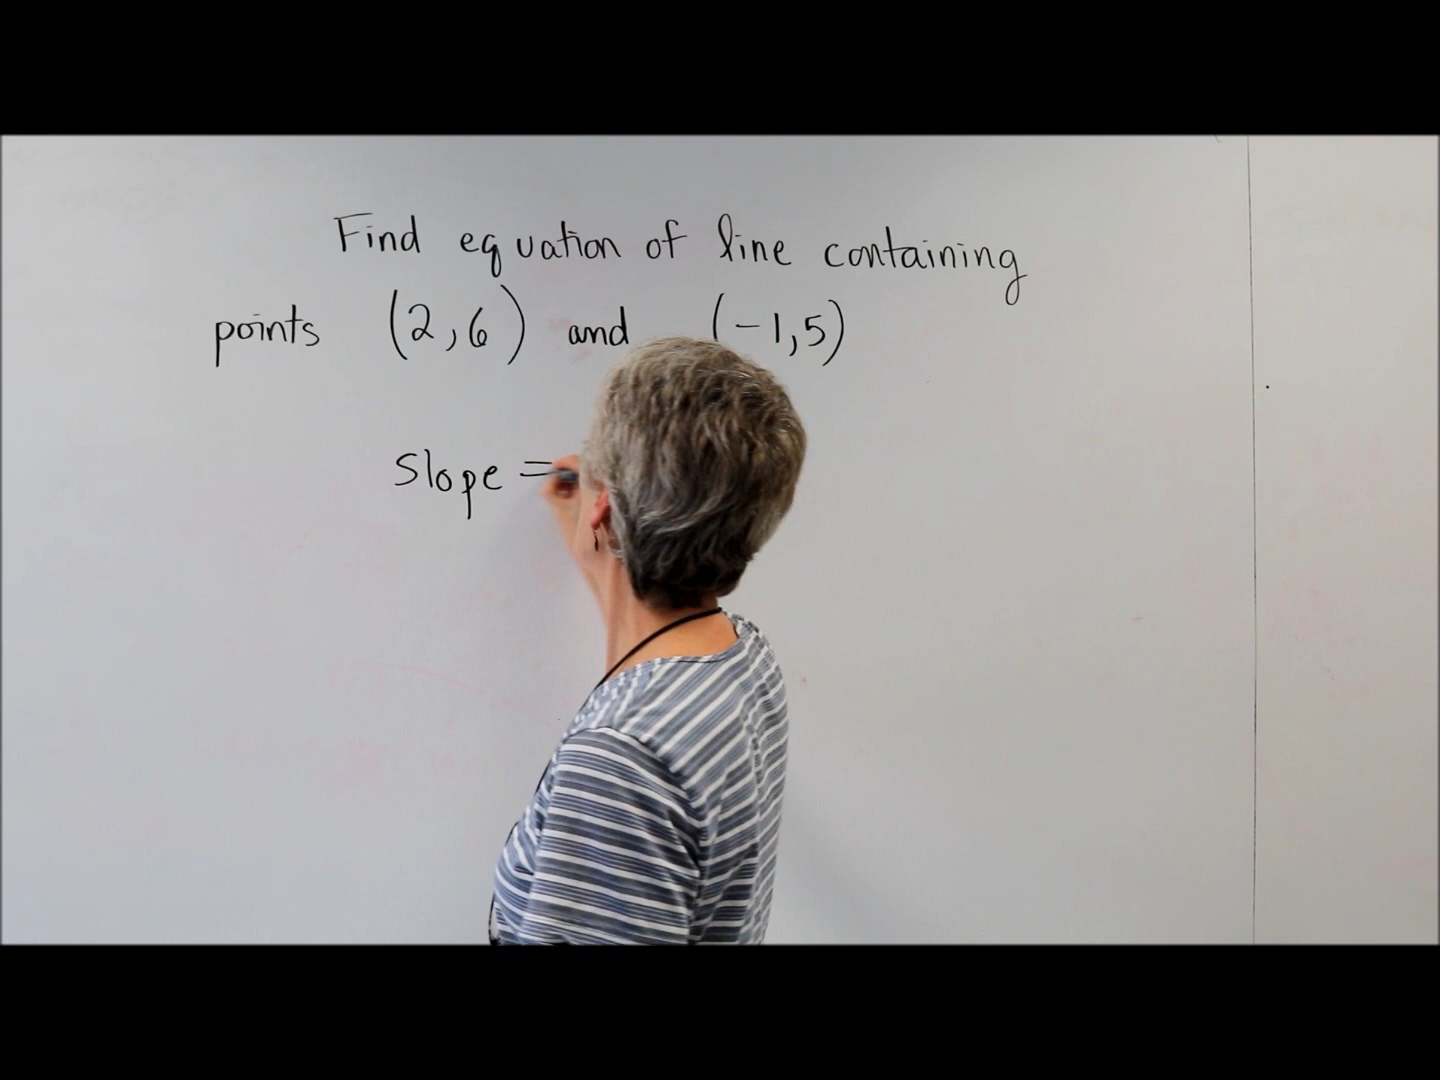 Find equation of line containing
points (2,6) and (-1,5)
Slope =